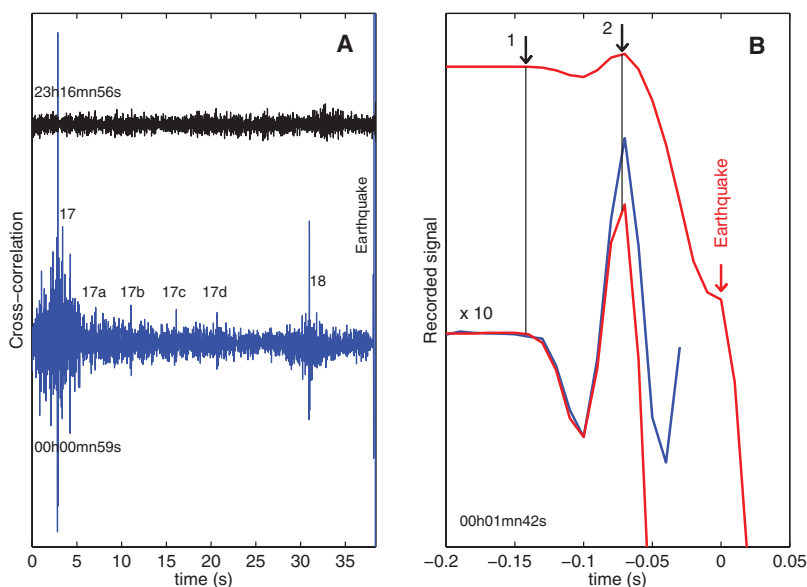 A
23h16mn56s
Cross−correlation
17
17a
17b
17c
17d
18
Earthquake
00h00mn59s
0
5
10
15
20
25
30
35
time (s)
B
1
2
Recorded signal
x 10
Earthquake
00h01mn42s
−0.2
−0.15
−0.1
−0.05
0
0.05
time (s)